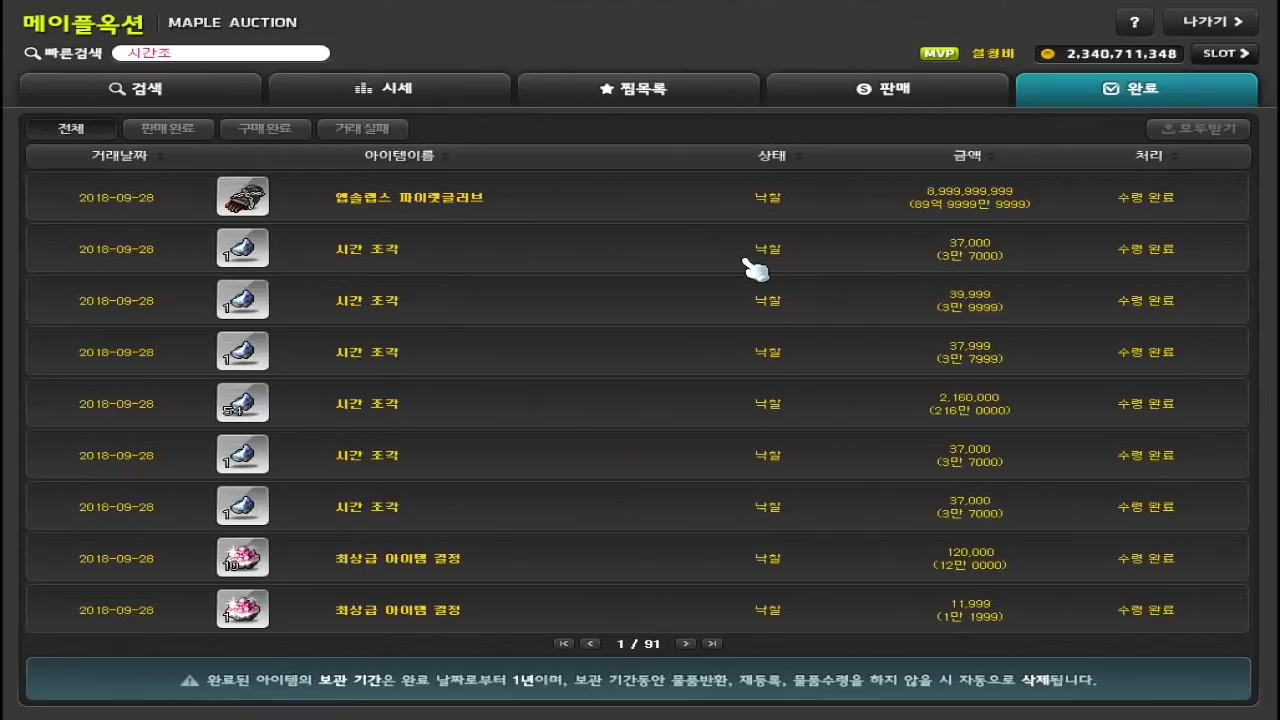 메이플옥션 MAPLE AUCTION ? 나가기 >
빠른검색 시간조 MVP 설정비 2,340,711,348 SLOT >
검색 시세 찜목록 판매 완료
전체 판매 완료 구매 완료 거래 실패 모두받기
거래날짜 아이템이름 상태 금액 처리
2018-09-28 앱솔랩스 파이렛글러브 낙찰 8,999,999,999 수령 완료
(89억 9999만 9999)
2018-09-28 1 시간 조각 낙찰 37,000 수령 완료
(3만 7000)
2018-09-28 1 시간 조각 낙찰 39,999 수령 완료
(3만 9999)
2018-09-28 1 시간 조각 낙찰 37,999 수령 완료
(3만 7999)
2018-09-28 54 시간 조각 낙찰 2,160,000 수령 완료
(216만 0000)
2018-09-28 1 시간 조각 낙찰 37,000 수령 완료
(3만 7000)
2018-09-28 1 시간 조각 낙찰 37,000 수령 완료
(3만 7000)
2018-09-28 10 최상급 아이템 결정 낙찰 120,000 수령 완료
(12만 0000)
2018-09-28 1 최상급 아이템 결정 낙찰 11,999 수령 완료
(1만 1999)
1 / 91
완료된 아이템의 보관 기간은 완료 날짜로부터 1년이며, 보관 기간동안 물품반환, 재등록, 물품수령을 하지 않을 시 자동으로 삭제됩니다.